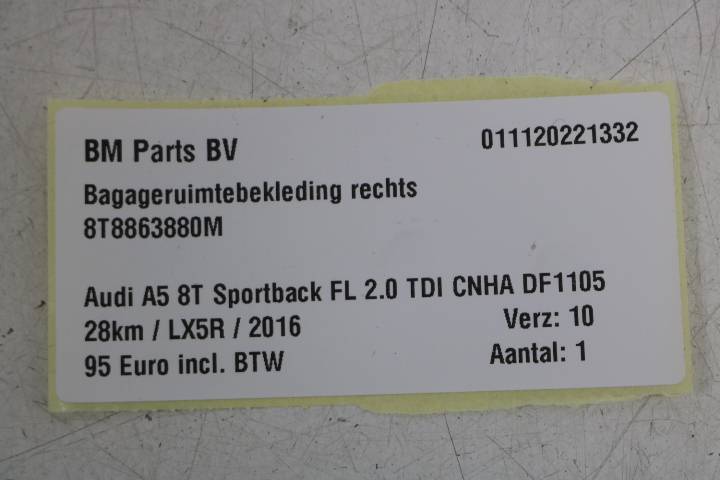 BM Parts BV 011120221332
Bagageruimtebekleding rechts
8T8863880M
Audi A5 8T Sportback FL 2.0 TDI CNHA DF1105
28km / LX5R / 2016 Verz: 10
95 Euro incl. BTW Aantal: 1